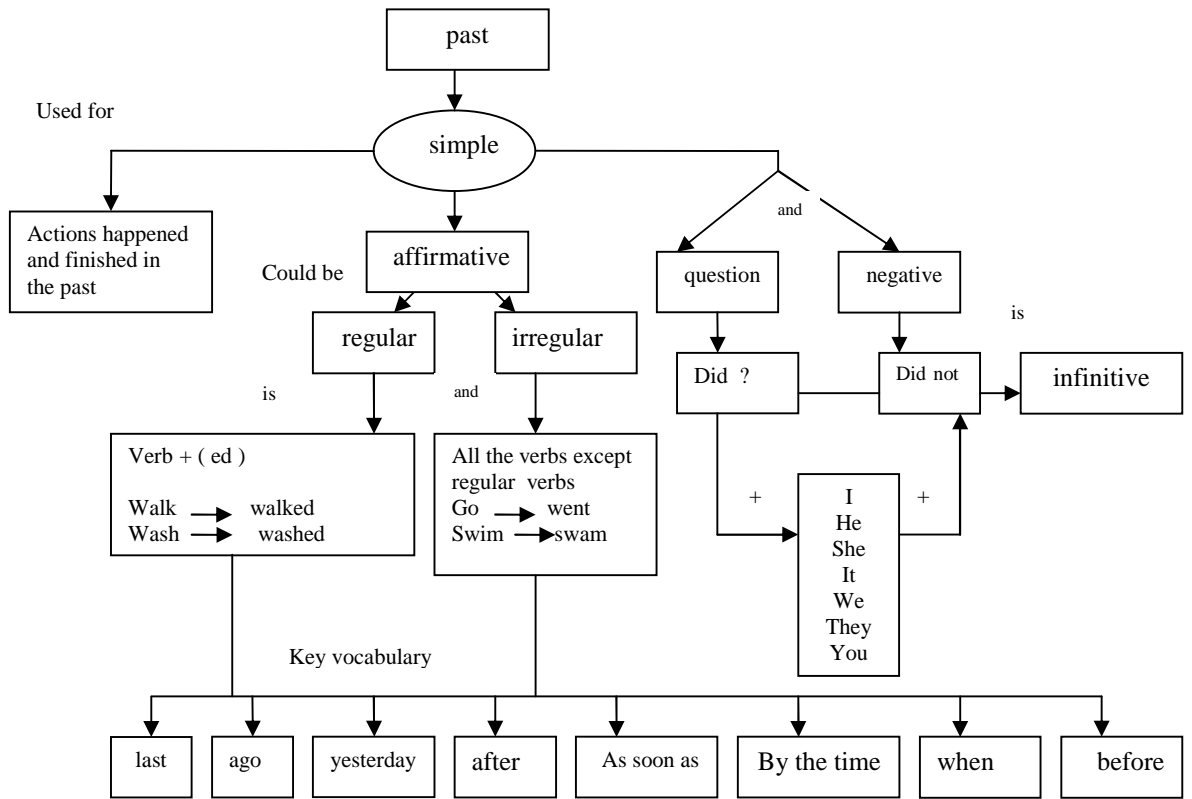 past
Used for
simple
and
Actions happened
and finished in
the past
affirmative
Could be
question
negative
is
regular
irregular
Did ?
Did not
infinitive
is
and
Verb + ( ed )
Walk → walked
Wash → washed
All the verbs except
regular verbs
Go → went
Swim → swam
+
I
He
She
It
We
They
You
+
Key vocabulary
last
ago
yesterday
after
As soon as
By the time
when
before